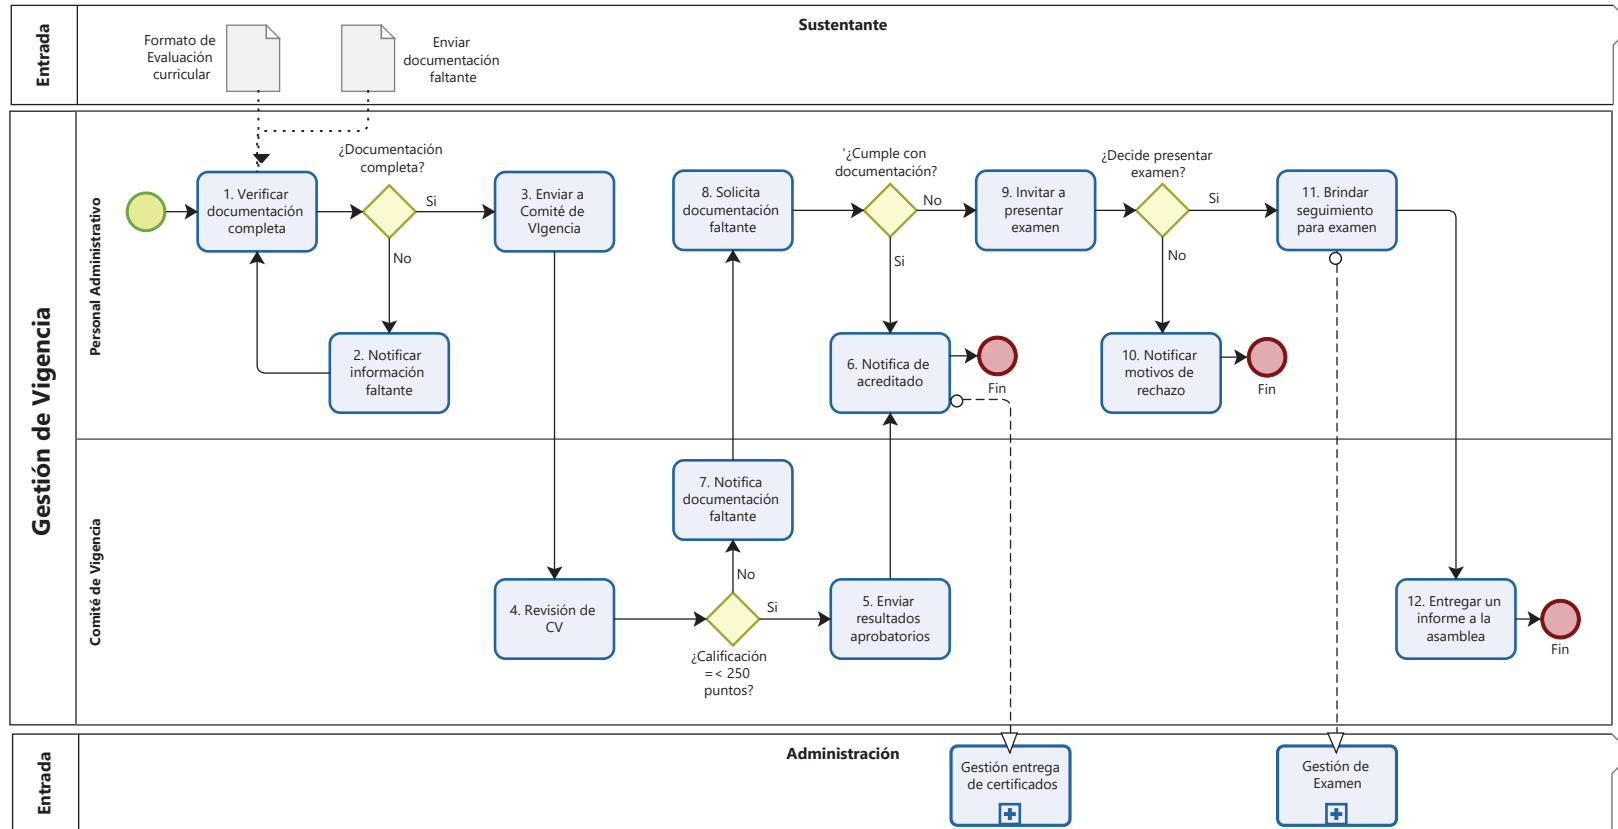 Entrada
Sustentante
Formato de
Evaluación
curricular
Enviar
documentación
faltante
Gestión de Vigencia
Personal Administrativo
1. Verificar
documentación
completa
¿Documentación
completa?
Si
No
2. Notificar
información
faltante
3. Enviar a
Comité de
VIgencia
8. Solicita
documentación
faltante
'¿Cumple con
documentación?
No
Si
9. Invitar a
presentar
examen
¿Decide presentar
examen?
Si
No
11. Brindar
seguimiento
para examen
6. Notifica de
acreditado
Fin
10. Notificar
motivos de
rechazo
Fin
Comité de Vigencia
7. Notifica
documentación
faltante
No
4. Revisión de
CV
Si
¿Calificación
=< 250
puntos?
5. Enviar
resultados
aprobatorios
12. Entregar un
informe a la
asamblea
Fin
Entrada
Administración
Gestión entrega
de certificados
Gestión de
Examen